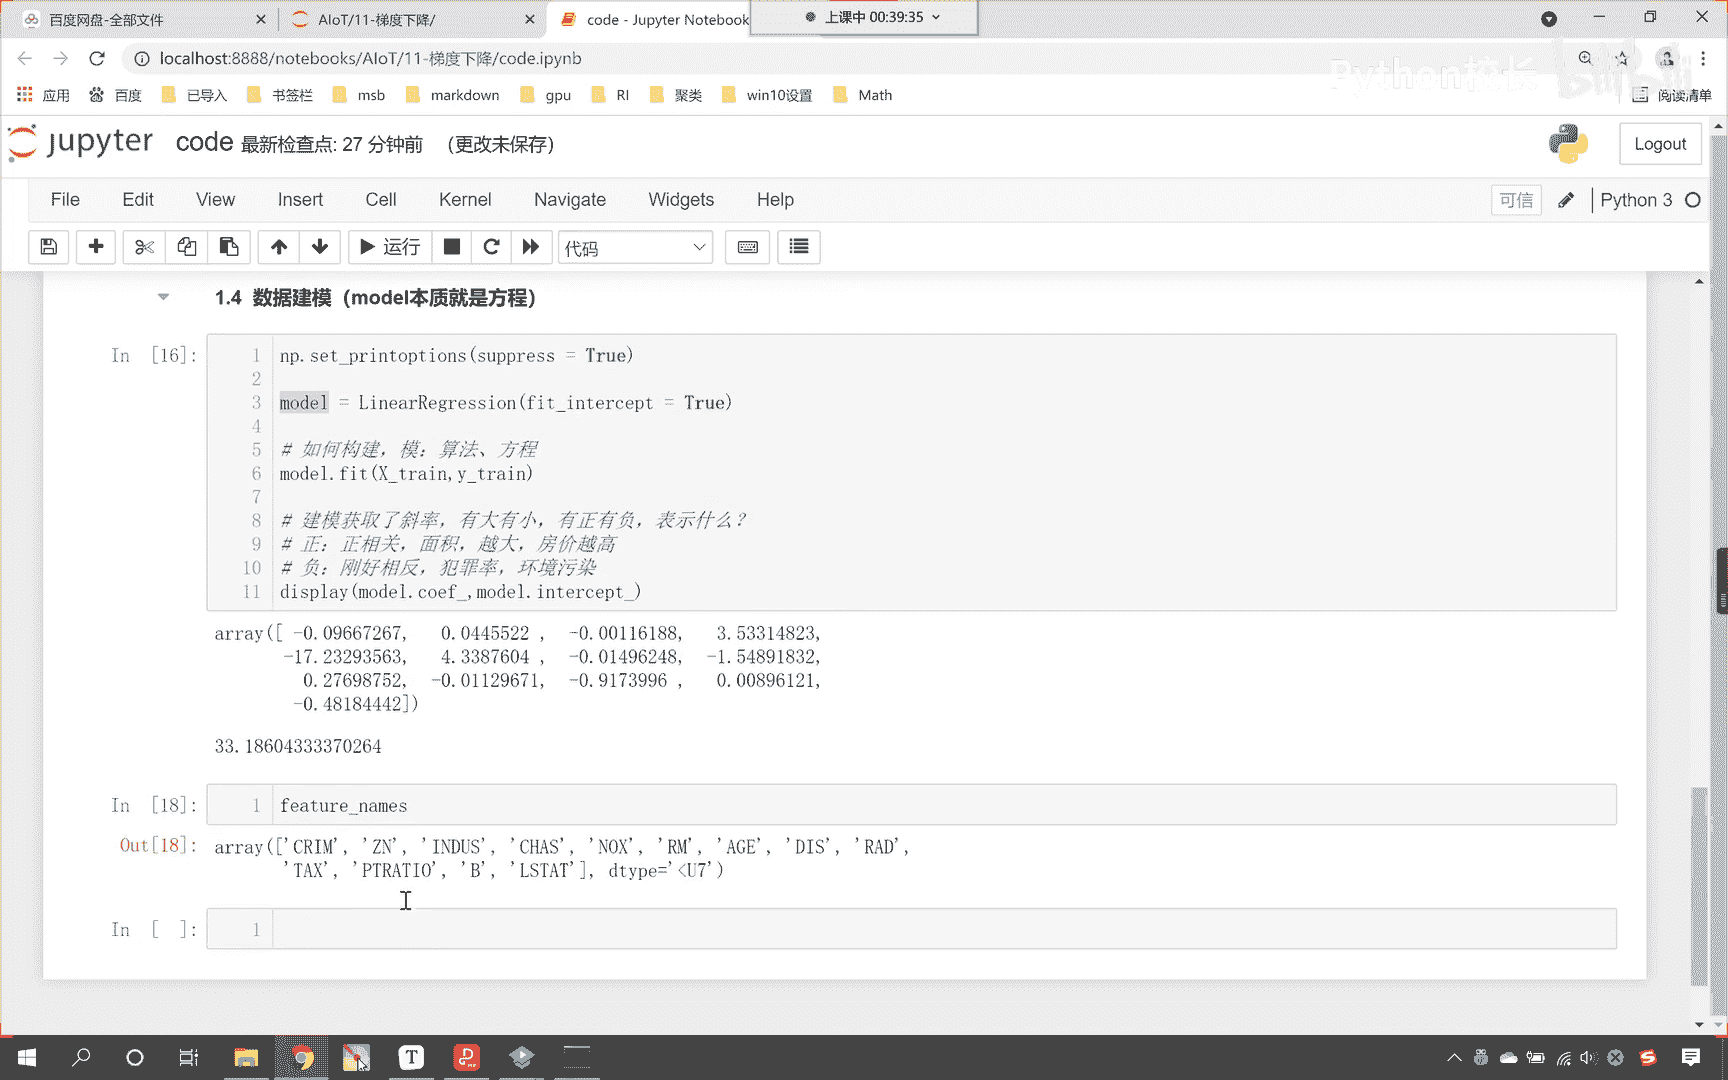 百度网盘-全部文件
AIoT/11-梯度下降/
code - Jupyter Notebook
上课中 00:39:35
localhost:8888/notebooks/AIoT/11-梯度下降/code.ipynb
Python校长 bilibili
应用 百度 已导入 书签栏 msb markdown gpu RI 聚类 win10设置 Math 阅读清单
jupyter code 最新检查点: 27 分钟前 (更改未保存) Logout
File Edit View Insert Cell Kernel Navigate Widgets Help 可信 Python 3
运行 代码
1.4 数据建模（model本质就是方程）
In [16]:
1 np.set_printoptions(suppress = True)
2
3 model = LinearRegression(fit_intercept = True)
4
5 # 如何构建，模：算法、方程
6 model.fit(X_train,y_train)
7
8 # 建模获取了斜率，有大有小，有正有负，表示什么？
9 # 正：正相关，面积，越大，房价越高
10 # 负：刚好相反，犯罪率，环境污染
11 display(model.coef_,model.intercept_)
array([ -0.09667267, 0.0445522 , -0.00116188, 3.53314823,
-17.23293563, 4.3387604 , -0.01496248, -1.54891832,
0.27698752, -0.01129671, -0.9173996 , 0.00896121,
-0.48184442])
33.18604333370264
In [18]: 1 feature_names
Out[18]: array(['CRIM', 'ZN', 'INDUS', 'CHAS', 'NOX', 'RM', 'AGE', 'DIS', 'RAD',
'TAX', 'PTRATIO', 'B', 'LSTAT'], dtype='<U7')
In [ ]: 1